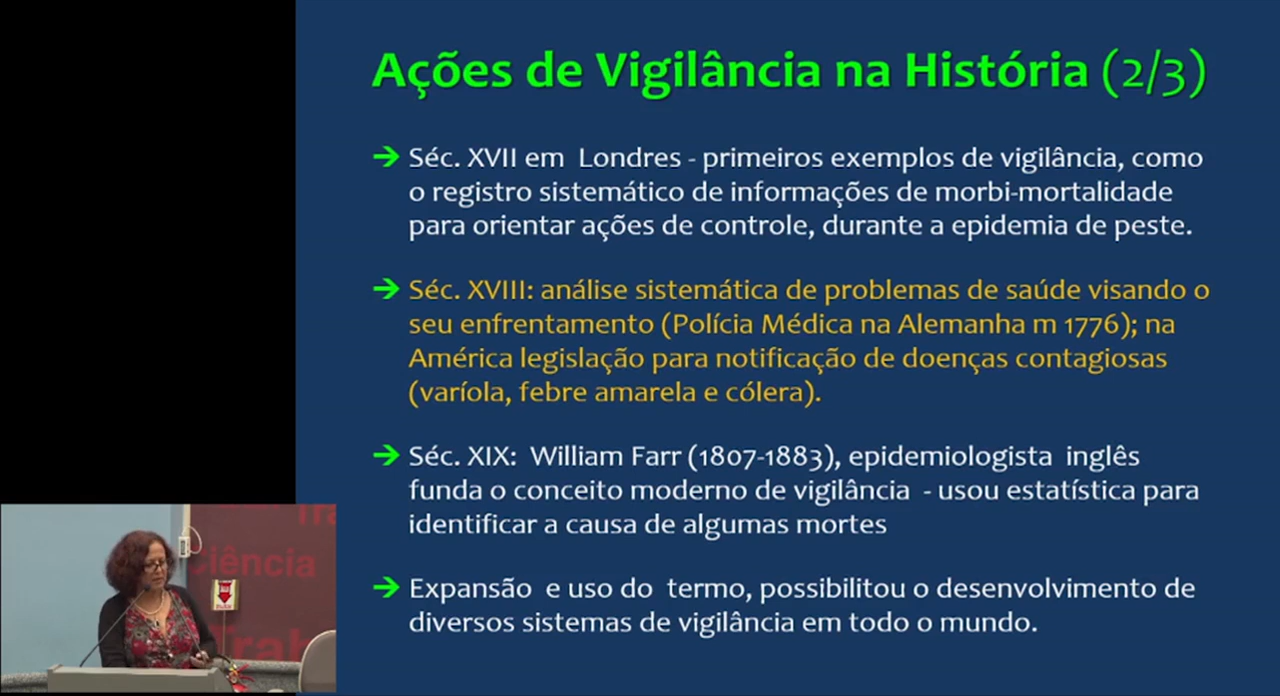 Ações de Vigilância na História (2/3)
➔ Séc. XVII em Londres - primeiros exemplos de vigilância, como
o registro sistemático de informações de morbi-mortalidade
para orientar ações de controle, durante a epidemia de peste.
➔ Séc. XVIII: análise sistemática de problemas de saúde visando o
seu enfrentamento (Polícia Médica na Alemanha m 1776); na
América legislação para notificação de doenças contagiosas
(varíola, febre amarela e cólera).
➔ Séc. XIX: William Farr (1807-1883), epidemiologista inglês
funda o conceito moderno de vigilância - usou estatística para
identificar a causa de algumas mortes
➔ Expansão e uso do termo, possibilitou o desenvolvimento de
diversos sistemas de vigilância em todo o mundo.
Tra
Ciência
Trab